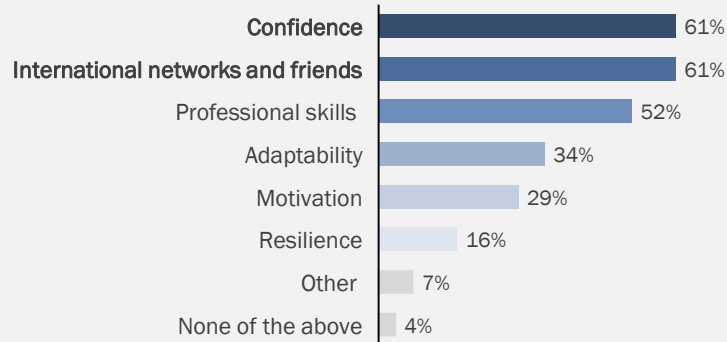 Confidence 61%
International networks and friends 61%
Professional skills 52%
Adaptability 34%
Motivation 29%
Resilience 16%
Other 7%
None of the above 4%